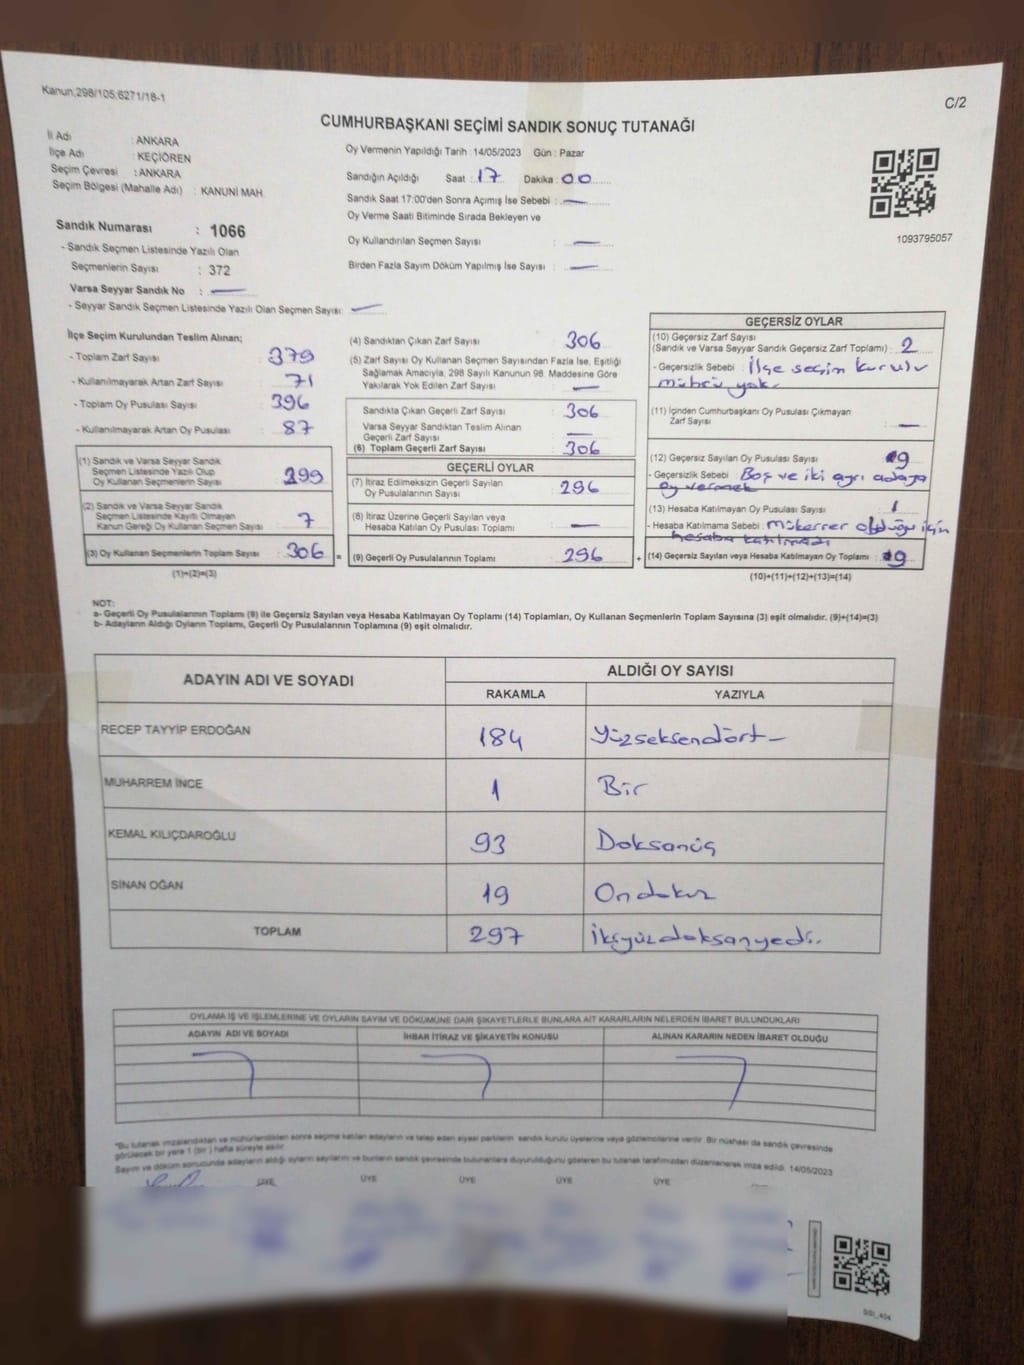 Kanun,298/105,6271/18-1
C/2
CUMHURBAŞKANI SEÇİMİ SANDIK SONUÇ TUTANAĞI
İl Adı : ANKARA
İlçe Adı : KEÇİÖREN
Seçim Çevresi : ANKARA
Seçim Bölgesi (Mahalle Adı) : KANUNİ MAH.
Oy Vermenin Yapıldığı Tarih : 14/05/2023 Gün : Pazar
Sandığın Açıldığı Saat : 17 Dakika : 00
Sandık Saat 17:00'den Sonra Açımış İse Sebebi : —
Oy Verme Saati Bitiminde Sırada Bekleyen ve
Oy Kullandırılan Seçmen Sayısı : —
Birden Fazla Sayım Döküm Yapılmış İse Sayısı : —
1093795057
Sandık Numarası : 1066
- Sandık Seçmen Listesinde Yazılı Olan
Seçmenlerin Sayısı : 372
Varsa Seyyar Sandık No : —
- Seyyar Sandık Seçmen Listesinde Yazılı Olan Seçmen Sayısı: —
İlçe Seçim Kurulundan Teslim Alınan;
- Toplam Zarf Sayısı : 379
- Kullanılmayarak Artan Zarf Sayısı : 71
- Toplam Oy Pusulası Sayısı : 396
- Kullanılmayarak Artan Oy Pusulası : 87
(1) Sandık ve Varsa Seyyar Sandık
Seçmen Listesinde Yazılı Olup
Oy Kullanan Seçmenlerin Sayısı : 299
(2) Sandık ve Varsa Seyyar Sandık
Seçmen Listesinde Kayıtlı Olmayan
Kanun Gereği Oy Kullanan Seçmen Sayısı : 7
(3) Oy Kullanan Seçmenlerin Toplam Sayısı : 306 =
(1)+(2)=(3)
(4) Sandıktan Çıkan Zarf Sayısı : 306
(5) Zarf Sayısı Oy Kullanan Seçmen Sayısından Fazla İse, Eşitliği
Sağlamak Amacıyla, 298 Sayılı Kanunun 98. Maddesine Göre
Yakılarak Yok Edilen Zarf Sayısı : —
Sandıkta Çıkan Geçerli Zarf Sayısı : 306
Varsa Seyyar Sandıktan Teslim Alınan
Geçerli Zarf Sayısı : —
(6) Toplam Geçerli Zarf Sayısı : 306
GEÇERLİ OYLAR
(7) İtiraz Edilmeksizin Geçerli Sayılan
Oy Pusulalarının Sayısı : 296
(8) İtiraz Üzerine Geçerli Sayılan veya
Hesaba Katılan Oy Pusulası Toplamı : —
(9) Geçerli Oy Pusulalarının Toplamı : 296 +
GEÇERSİZ OYLAR
(10) Geçersiz Zarf Sayısı
(Sandık ve Varsa Seyyar Sandık Geçersiz Zarf Toplamı) : 2
- Geçersizlik Sebebi : İlçe seçim kurulu
mührü yok.
(11) İçinden Cumhurbaşkanı Oy Pusulası Çıkmayan
Zarf Sayısı : —
(12) Geçersiz Sayılan Oy Pusulası Sayısı : 9
- Geçersizlik Sebebi : Boş ve iki ayrı adaya
oy vermek
(13) Hesaba Katılmayan Oy Pusulası Sayısı : 1
- Hesaba Katılmama Sebebi : mükerrer olduğu için
hesaba katılmadı
(14) Geçersiz Sayılan veya Hesaba Katılmayan Oy Toplamı : 9
(10)+(11)+(12)+(13)=(14)
NOT:
a- Geçerli Oy Pusulalarının Toplamı (9) ile Geçersiz Sayılan veya Hesaba Katılmayan Oy Toplamı (14) Toplamları, Oy Kullanan Seçmenlerin Toplam Sayısına (3) eşit olmalıdır. (9)+(14)=(3)
b- Adayların Aldığı Oyların Toplamı, Geçerli Oy Pusulalarının Toplamına (9) eşit olmalıdır.
ADAYIN ADI VE SOYADI
ALDIĞI OY SAYISI
RAKAMLA YAZIYLA
RECEP TAYYİP ERDOĞAN 184 Yüzseksendört
MUHARREM İNCE 1 Bir
KEMAL KILIÇDAROĞLU 93 Doksanüç
SİNAN OĞAN 19 Ondokuz
TOPLAM 297 İkiyüzdoksanyedi.
OYLAMA İŞ VE İŞLEMLERİNE VE OYLARIN SAYIM VE DÖKÜMÜNE DAİR ŞİKAYETLERLE BUNLARA AİT KARARLARIN NELERDEN İBARET BULUNDUKLARI
ADAYIN ADI VE SOYADI İHBAR İTİRAZ VE ŞİKAYETİN KONUSU ALINAN KARARIN NEDEN İBARET OLDUĞU
*Bu tutanak imzalandıktan ve mühürlendikten sonra seçime katılan adayların ve talep eden siyasi partilerin sandık kurulu üyelerine veya gözlemcilerine verilir. Bir nüshası da sandık çevresinde
görülecek bir yere 1 (bir) hafta süreyle asılır.
Sayım ve döküm sonucunda adayların aldığı oyların sayılarını ve bunların sandık çevresinde bulunanlara duyurulduğunu gösteren bu tutanak tarafımızdan düzenlenerek imza edildi. 14/05/2023
ÜYE ÜYE ÜYE ÜYE ÜYE